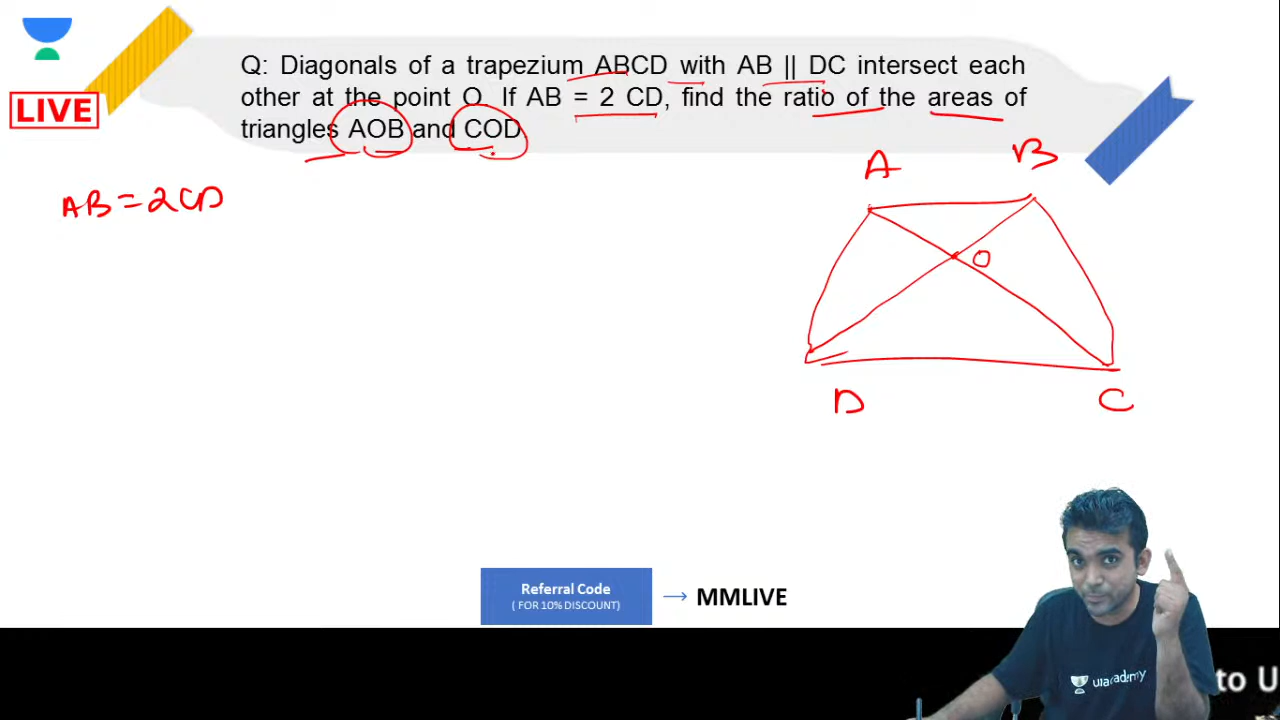 LIVE
Q: Diagonals of a trapezium ABCD with AB || DC intersect each
other at the point O. If AB = 2 CD, find the ratio of the areas of
triangles AOB and COD
A
B
AB = 2CD
O
D
C
Referral Code
( FOR 10% DISCOUNT)
MMLIVE
unacademy
to U